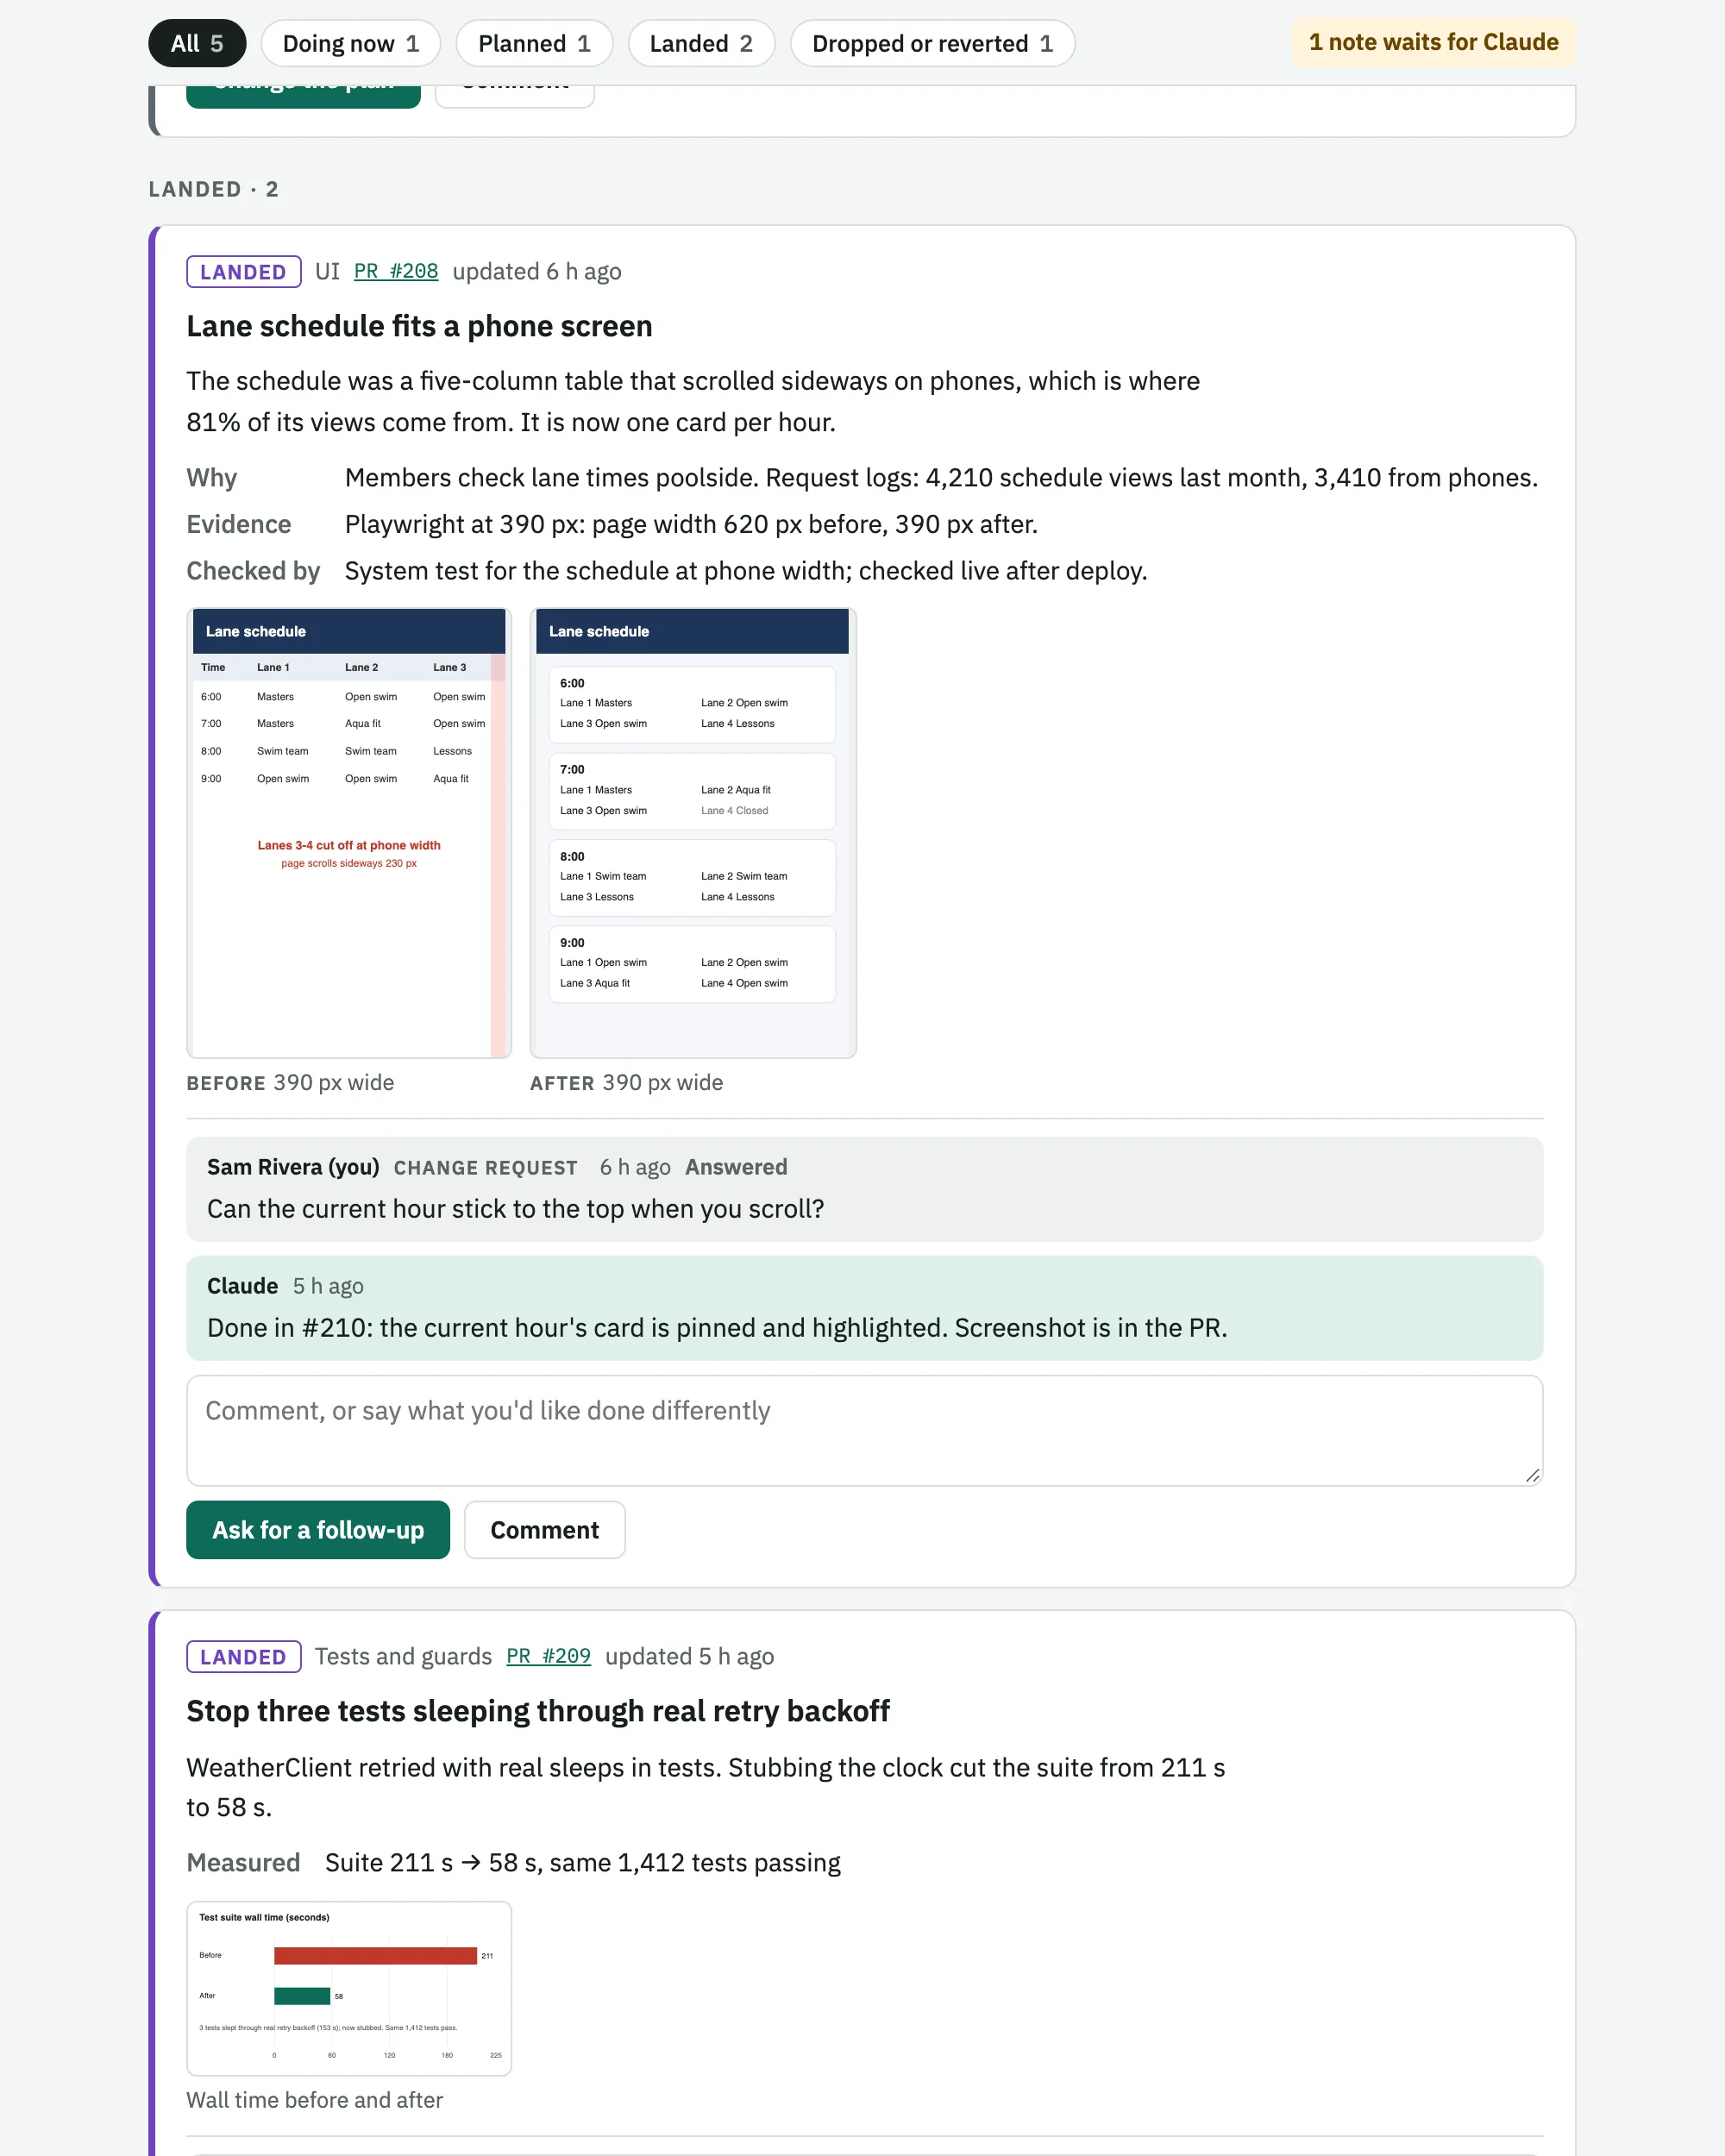 All 5
Doing now 1
Planned 1
Landed 2
Dropped or reverted 1
1 note waits for Claude
Change the plan
Comment
LANDED · 2
LANDED UI PR #208 updated 6 h ago
Lane schedule fits a phone screen
The schedule was a five-column table that scrolled sideways on phones, which is where
81% of its views come from. It is now one card per hour.
Why Members check lane times poolside. Request logs: 4,210 schedule views last month, 3,410 from phones.
Evidence Playwright at 390 px: page width 620 px before, 390 px after.
Checked by System test for the schedule at phone width; checked live after deploy.
Lane schedule
Time Lane 1 Lane 2 Lane 3
6:00 Masters Open swim Open swim
7:00 Masters Aqua fit Open swim
8:00 Swim team Swim team Lessons
9:00 Open swim Open swim Aqua fit
Lanes 3-4 cut off at phone width
page scrolls sideways 230 px
BEFORE 390 px wide
Lane schedule
6:00
Lane 1 Masters Lane 2 Open swim
Lane 3 Open swim Lane 4 Lessons
7:00
Lane 1 Masters Lane 2 Aqua fit
Lane 3 Open swim Lane 4 Closed
8:00
Lane 1 Swim team Lane 2 Swim team
Lane 3 Lessons Lane 4 Lessons
9:00
Lane 1 Open swim Lane 2 Open swim
Lane 3 Aqua fit Lane 4 Open swim
AFTER 390 px wide
Sam Rivera (you) CHANGE REQUEST 6 h ago Answered
Can the current hour stick to the top when you scroll?
Claude 5 h ago
Done in #210: the current hour's card is pinned and highlighted. Screenshot is in the PR.
Comment, or say what you'd like done differently
Ask for a follow-up
Comment
LANDED Tests and guards PR #209 updated 5 h ago
Stop three tests sleeping through real retry backoff
WeatherClient retried with real sleeps in tests. Stubbing the clock cut the suite from 211 s
to 58 s.
Measured Suite 211 s → 58 s, same 1,412 tests passing
Test suite wall time (seconds)
Before 211
After 58
3 tests slept through real retry backoff (153 s); now stubbed. Same 1,412 tests pass.
0 60 120 180 225
Wall time before and after